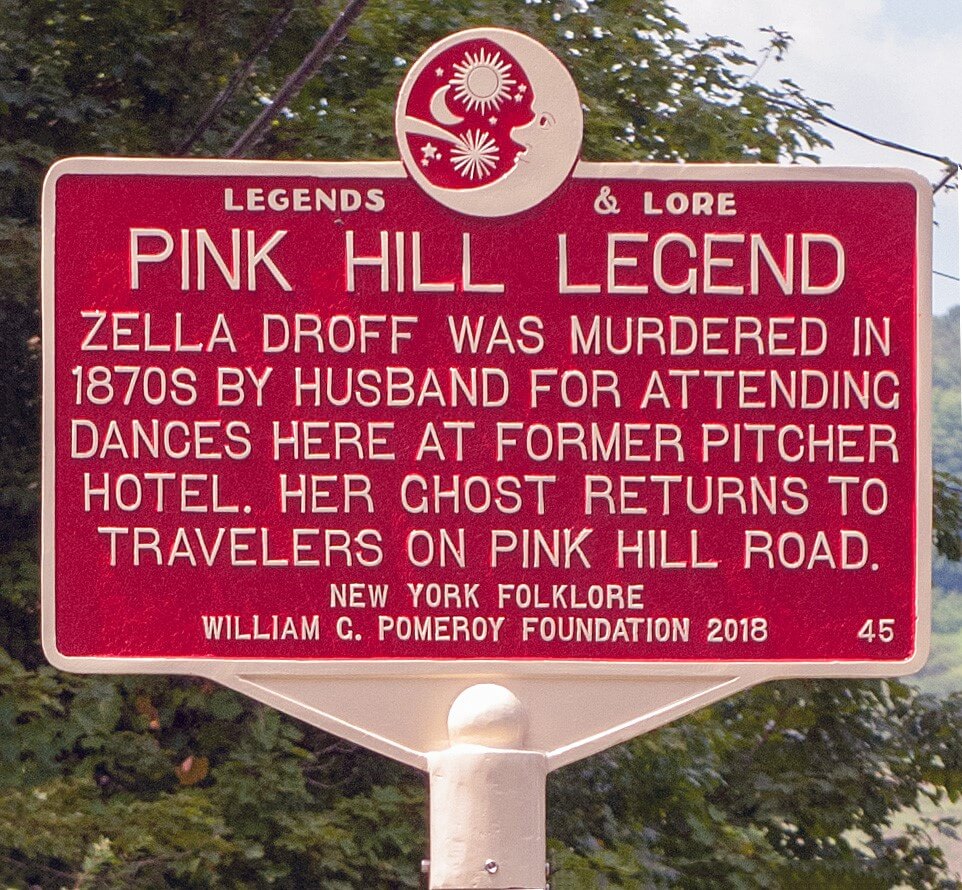 LEGENDS & LORE
PINK HILL LEGEND
ZELLA DROFF WAS MURDERED IN
1870S BY HUSBAND FOR ATTENDING
DANCES HERE AT FORMER PITCHER
HOTEL. HER GHOST RETURNS TO
TRAVELERS ON PINK HILL ROAD.
NEW YORK FOLKLORE
WILLIAM G. POMEROY FOUNDATION 2018 45